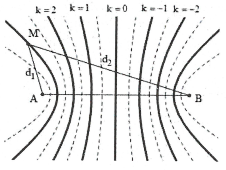 k = 2 k = 1 k = 0 k = -1 k = -2
M
d₁ d₂
A B